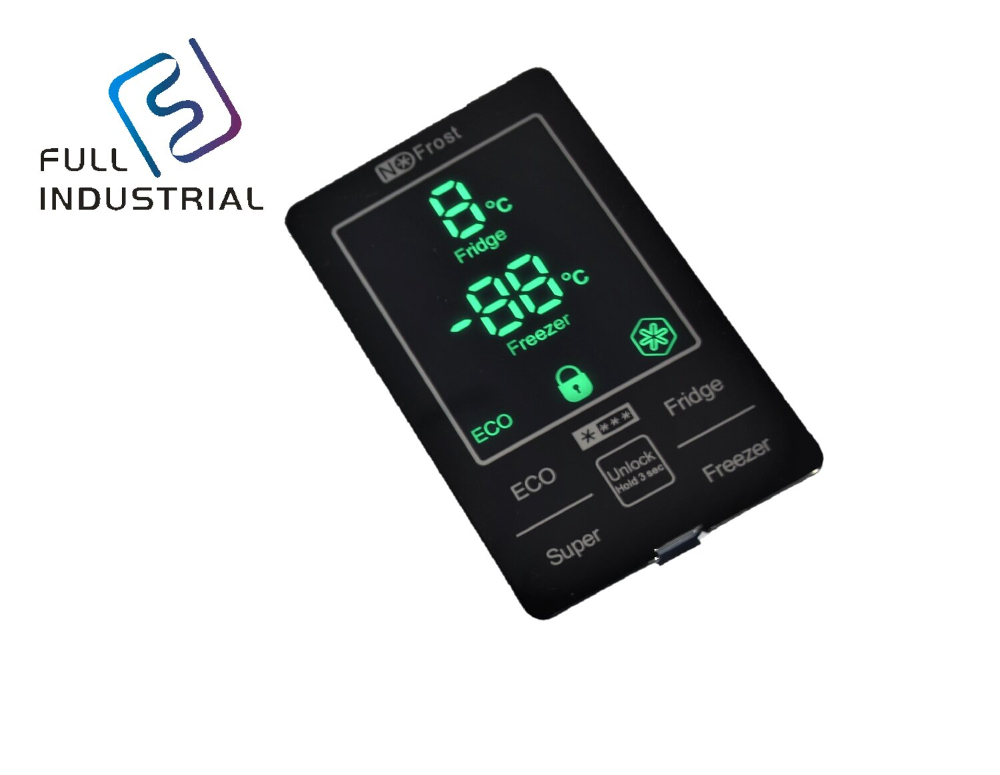 FULL
INDUSTRIAL
NO Frost
8 °C
Fridge
-88 °C
Freezer
ECO
ECO
Super
Unlock
Hold 3 sec
Fridge
Freezer